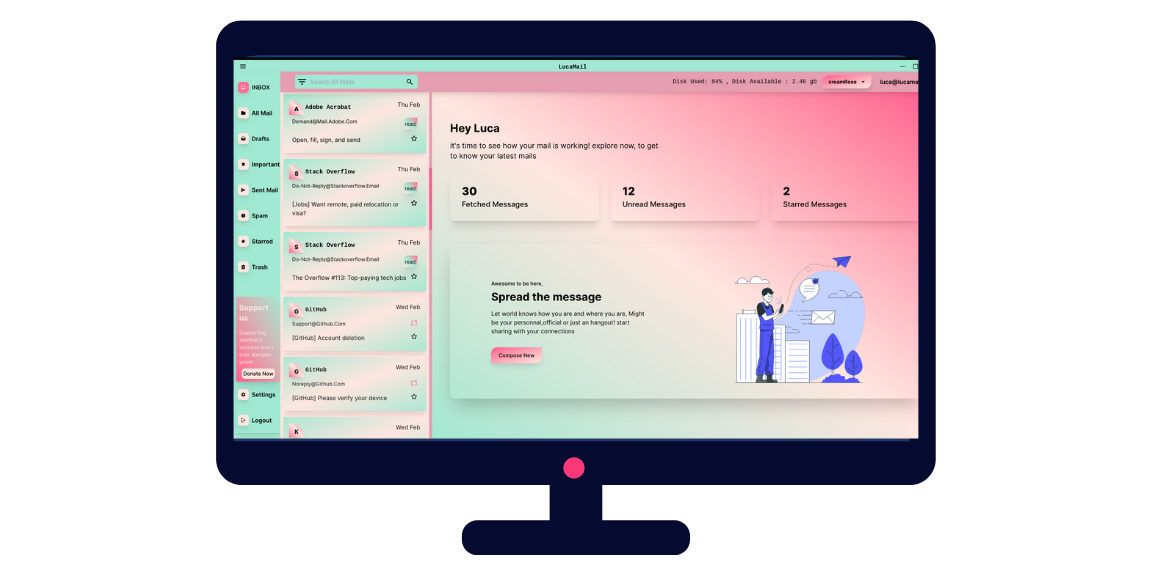 LucaMail
INBOX
All Mail
Drafts
Important
Sent Mail
Spam
Starred
Trash
Support
us
Supporting
another's
success won't
ever dampen
yours
Donate Now
Settings
Logout
Search All Mails
Disk Used: 84% , Disk Available : 2.46 gb
creamRose
luca@lucama
A
Adobe Acrobat
Thu Feb
Demand@Mail.Adobe.Com
read
Open, fill, sign, and send
S
Stack Overflow
Thu Feb
Do-Not-Reply@Stackoverflow.Email
read
[Jobs] Want remote, paid relocation or
visa?
S
Stack Overflow
Thu Feb
Do-Not-Reply@Stackoverflow.Email
read
The Overflow #113: Top-paying tech jobs
G
GitHub
Wed Feb
Support@Github.Com
[GitHub] Account deletion
G
GitHub
Wed Feb
Noreply@Github.Com
[GitHub] Please verify your device
K
Wed Feb
Hey Luca
it's time to see how your mail is working! explore now, to get
to know your latest mails
30
Fetched Messages
12
Unread Messages
2
Starred Messages
Awesome to be here,
Spread the message
Let world knows how you are and where you are, Might
be your personnal,official or just an hangout! start
sharing with your connections
Compose New